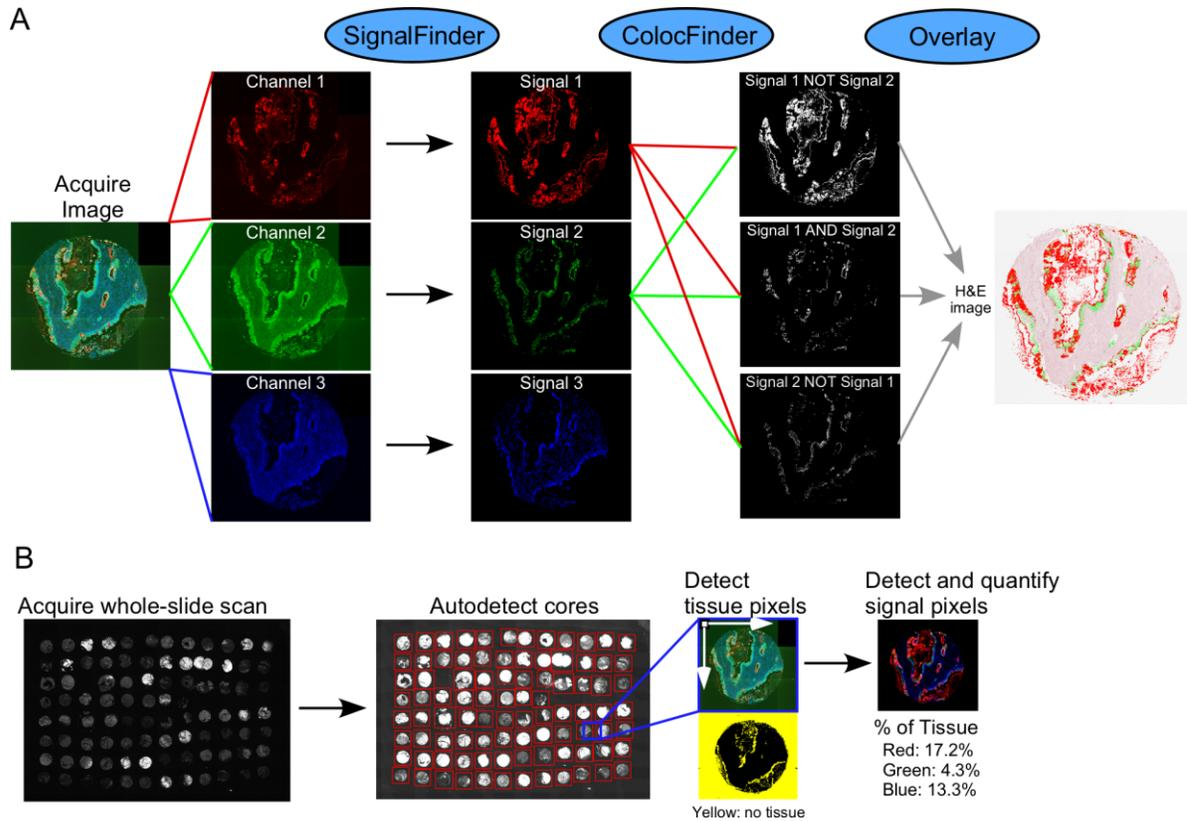 A
SignalFinder
ColocFinder
Overlay
Channel 1
Signal 1
Signal 1 NOT Signal 2
Acquire
Image
Channel 2
Signal 2
Signal 1 AND Signal 2
H&E
image
Channel 3
Signal 3
Signal 2 NOT Signal 1
B
Acquire whole-slide scan
Autodetect cores
Detect
tissue pixels
Detect and quantify
signal pixels
% of Tissue
Red: 17.2%
Green: 4.3%
Blue: 13.3%
Yellow: no tissue